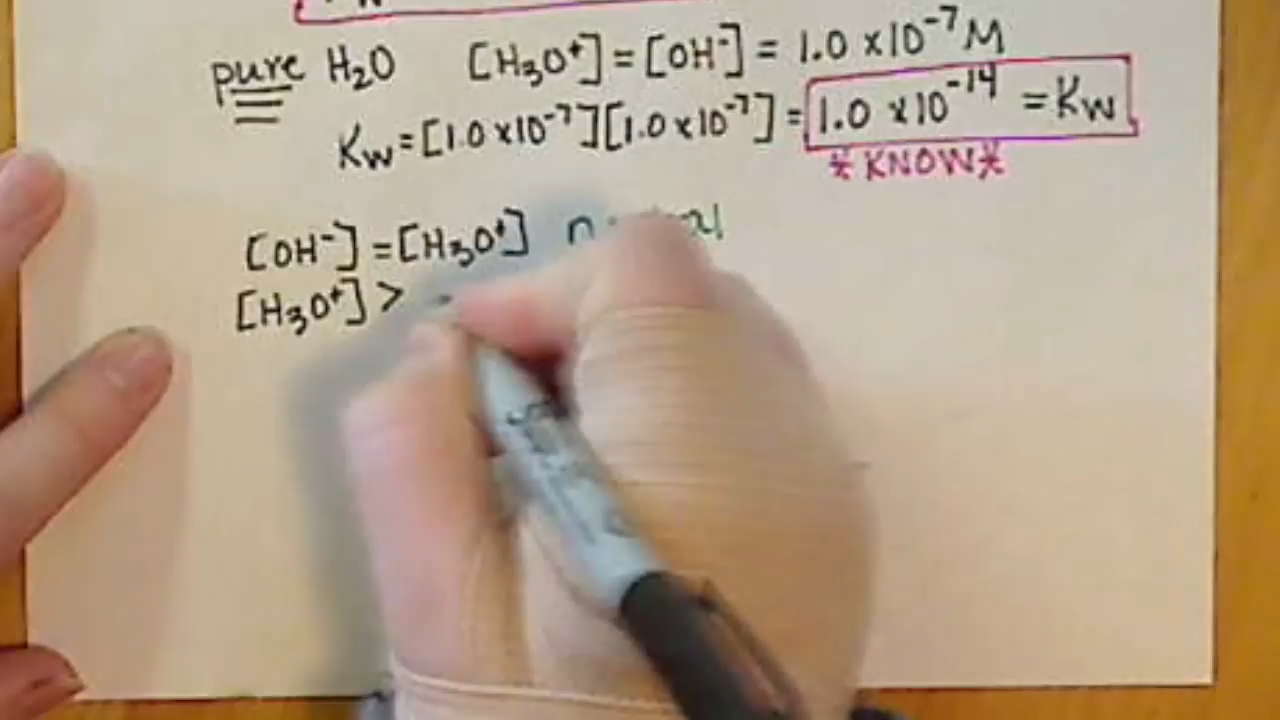 pure H₂O [H₃O⁺] = [OH⁻] = 1.0 x10⁻⁷ M
Kw = [1.0 x10⁻⁷][1.0 x10⁻⁷] = 1.0 x10⁻¹⁴ = Kw
*KNOW*
[OH⁻] = [H₃O⁺]
[H₃O⁺] >